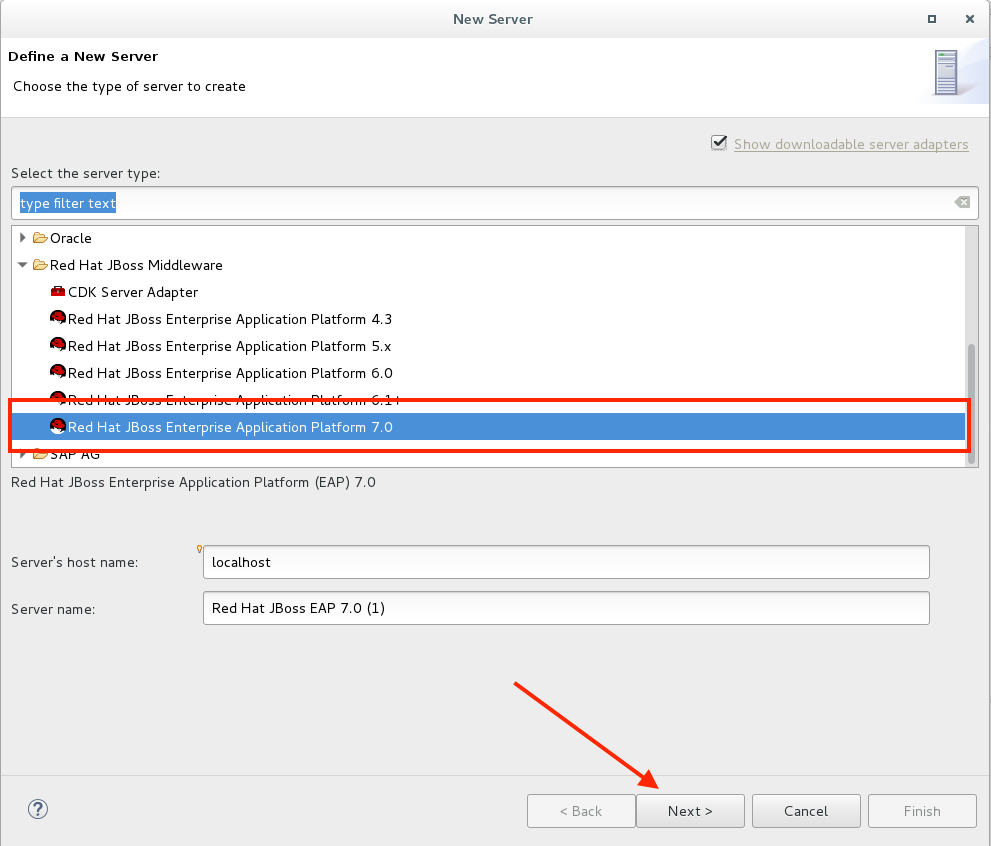 New Server
Define a New Server
Choose the type of server to create
Show downloadable server adapters
Select the server type:
type filter text
Oracle
Red Hat JBoss Middleware
CDK Server Adapter
Red Hat JBoss Enterprise Application Platform 4.3
Red Hat JBoss Enterprise Application Platform 5.x
Red Hat JBoss Enterprise Application Platform 6.0
Red Hat JBoss Enterprise Application Platform 6.1+
Red Hat JBoss Enterprise Application Platform 7.0
SAP AG
Red Hat JBoss Enterprise Application Platform (EAP) 7.0
Server's host name:
localhost
Server name:
Red Hat JBoss EAP 7.0 (1)
?
< Back
Next >
Cancel
Finish